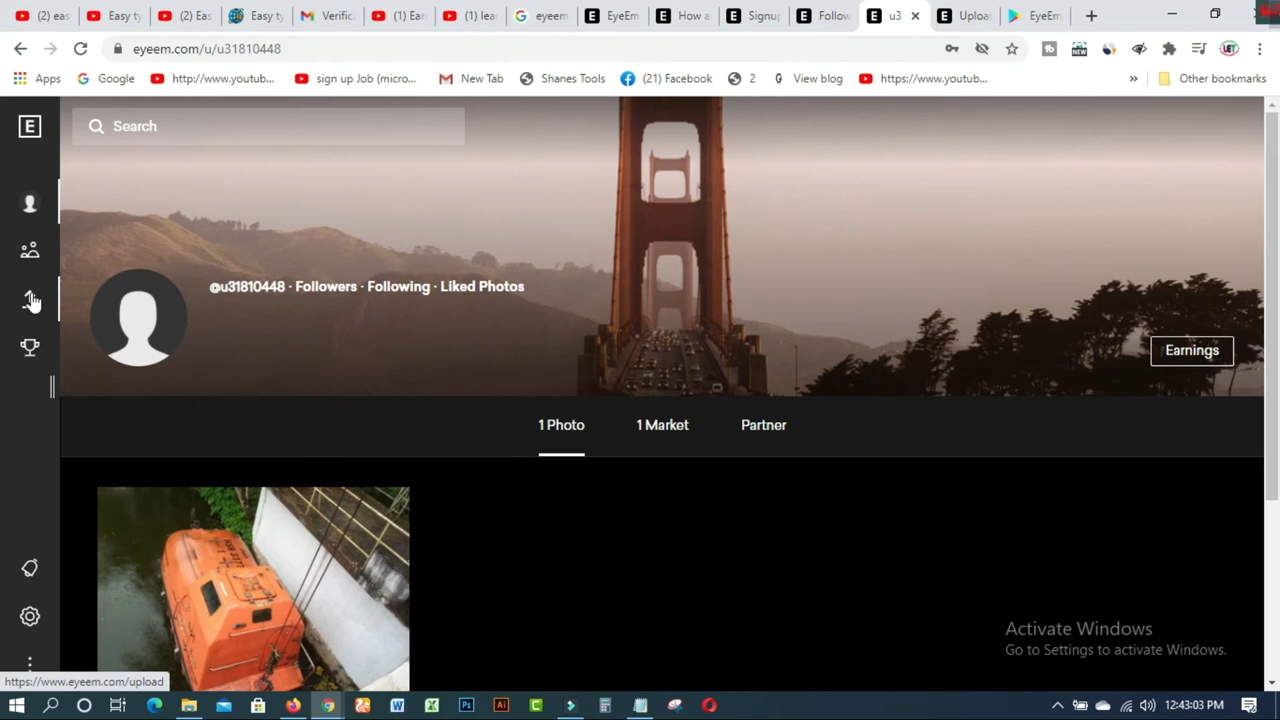 (2) eas
Easy ty
(2) Eas
Easy ty
Verific
(1) Ear
(1) lea
eyeem
EyeEm
How a
Signu
Follow
u3
Uploa
EyeEm
eyeem.com/u/u31810448
Apps
Google
http://www.youtub...
sign up Job (micro...
New Tab
Shanes Tools
(21) Facebook
2
View blog
https://www.youtub...
»
Other bookmarks
E
Search
@u31810448 · Followers · Following · Liked Photos
Earnings
1 Photo
1 Market
Partner
Activate Windows
Go to Settings to activate Windows.
https://www.eyeem.com/upload
12:43:03 PM